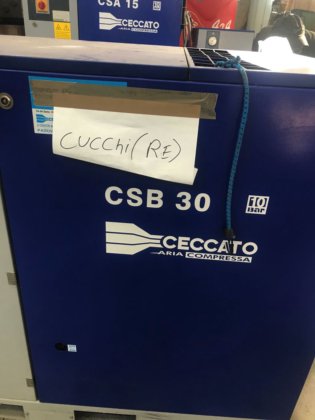 CSA 15
CECCATO
CUCCHI (RE)
CSB 30
10
bar
CECCATO
ARIA COMPRESSA